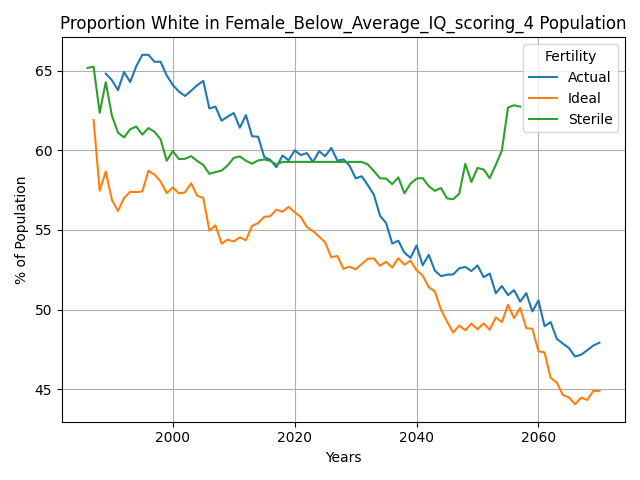 Proportion White in Female_Below_Average_IQ_scoring_4 Population
Fertility
Actual
Ideal
Sterile
% of Population
65
60
55
50
45
2000
2020
2040
2060
Years